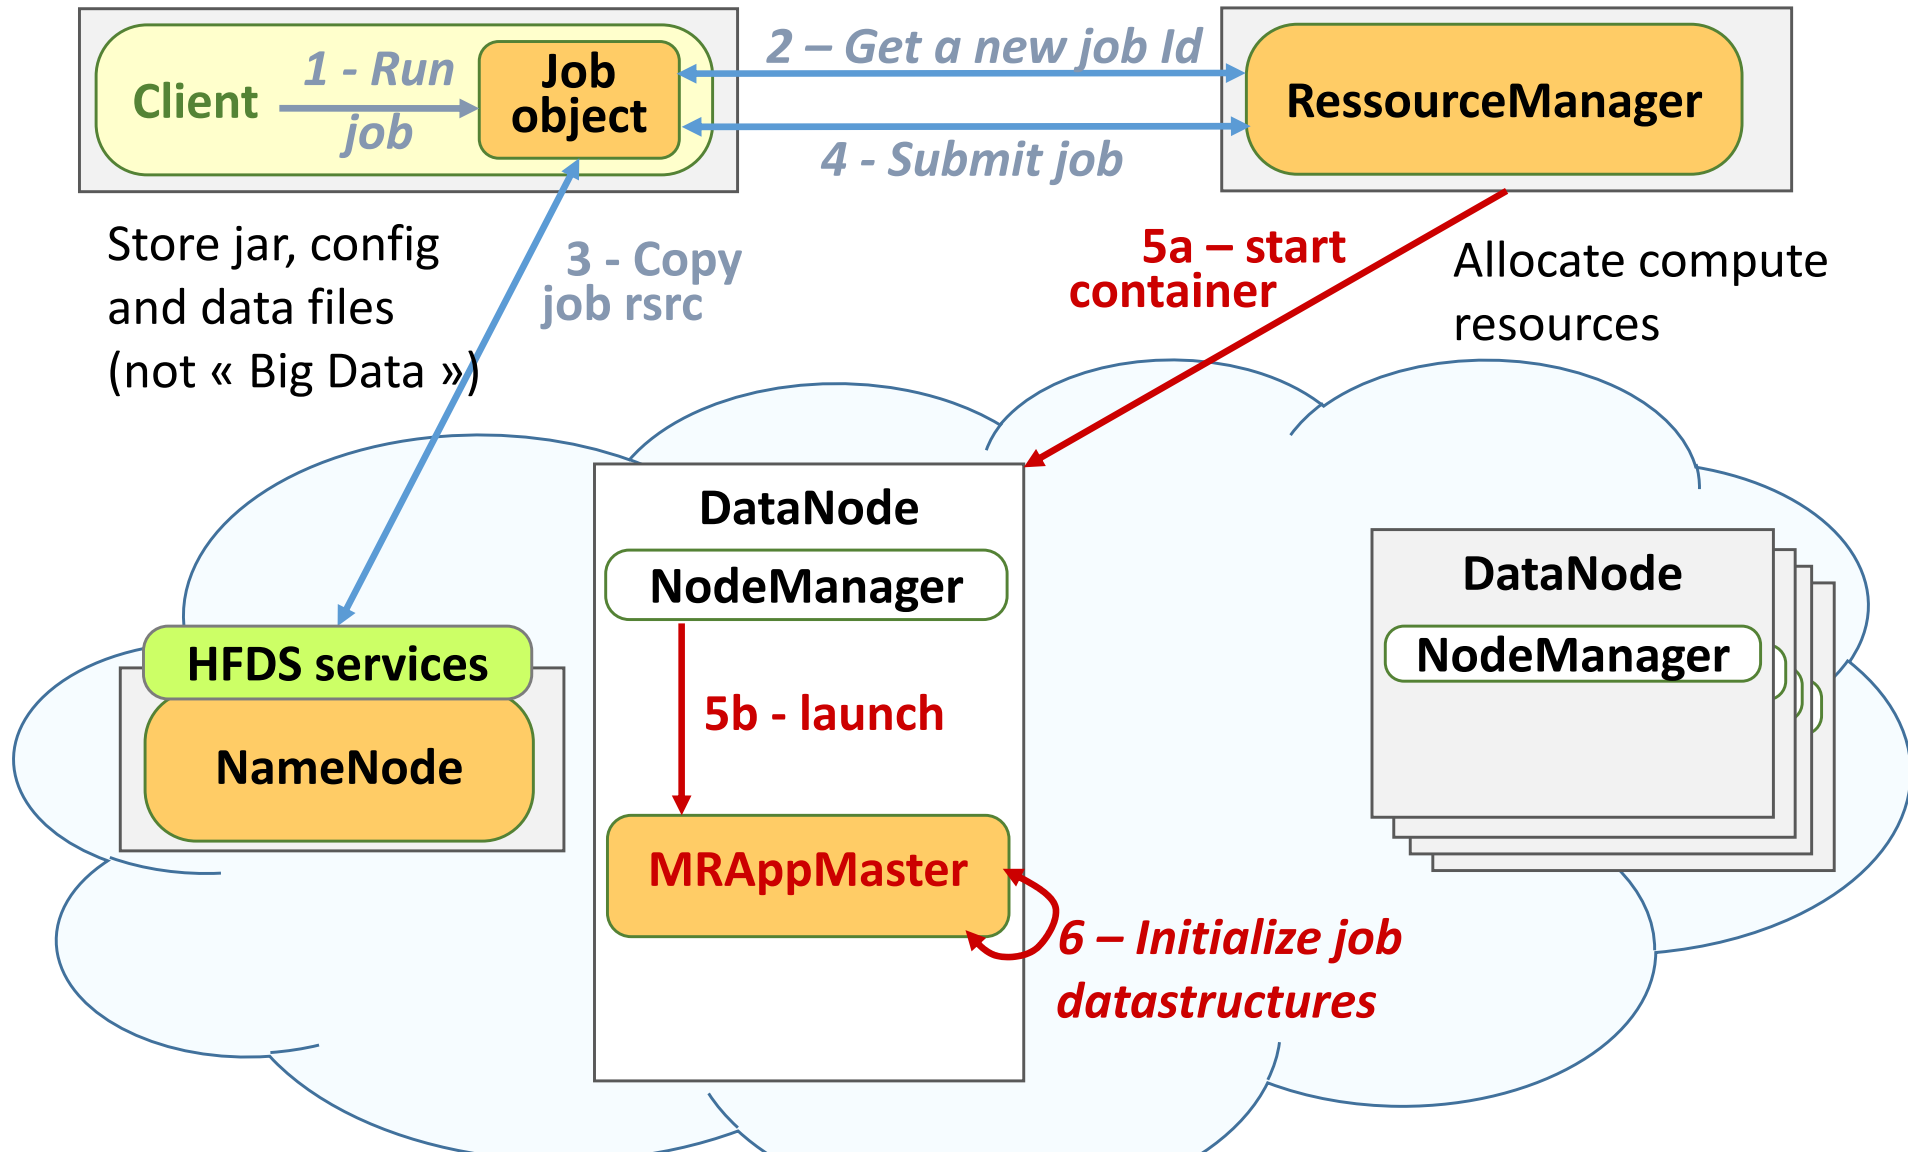 Client
1 - Run
job
Job
object
2 – Get a new job Id
4 - Submit job
RessourceManager
Store jar, config
and data files
(not « Big Data »)
3 - Copy
job rsrc
5a – start
container
Allocate compute
resources
DataNode
NodeManager
5b - launch
MRAppMaster
6 – Initialize job
datastructures
HFDS services
NameNode
DataNode
NodeManager